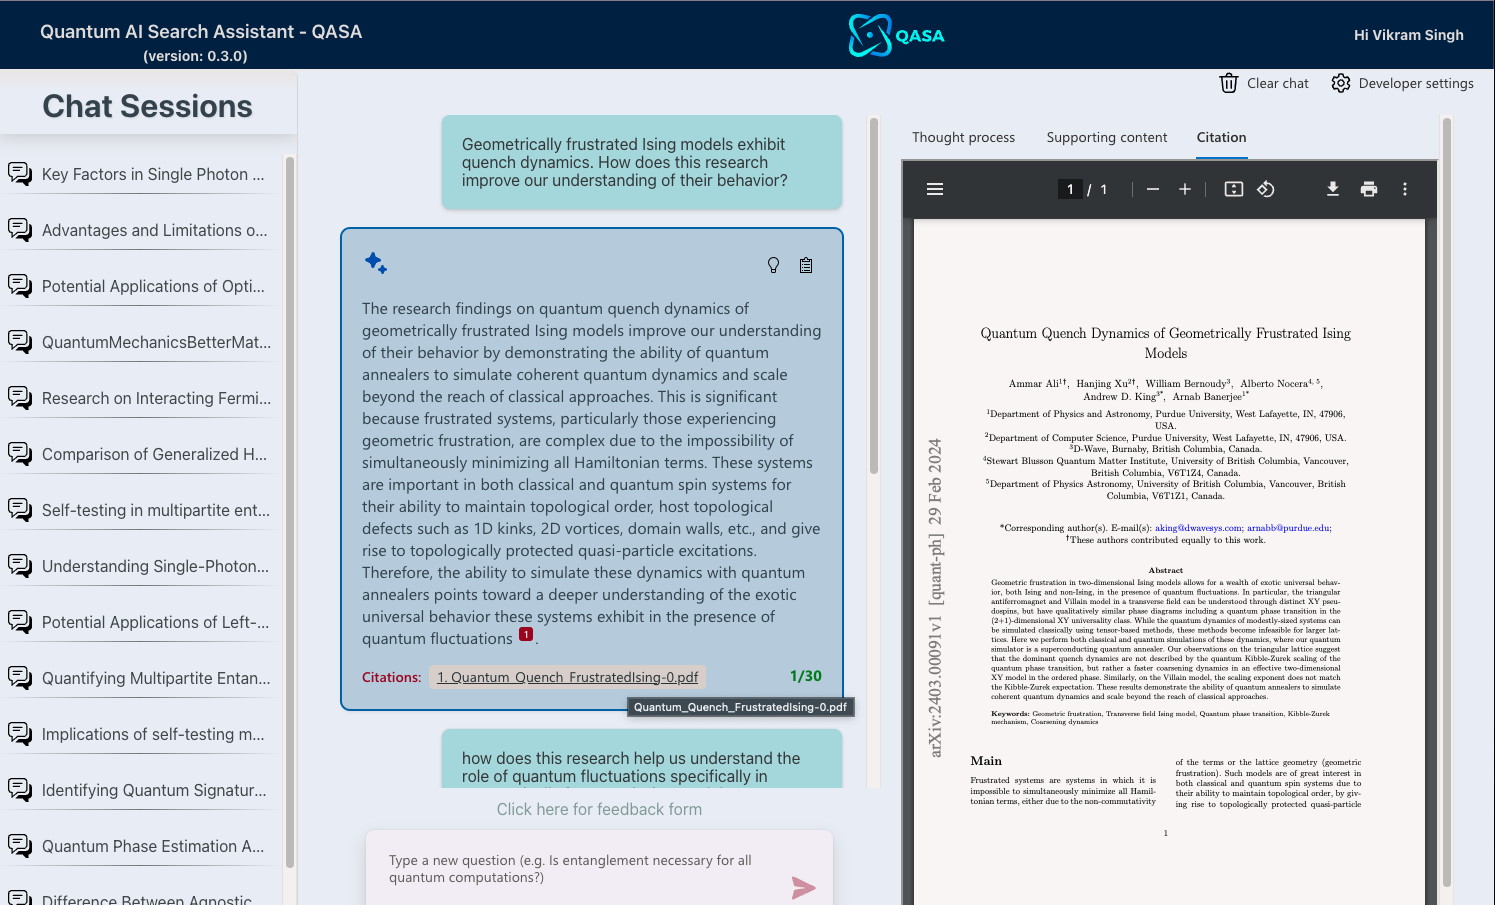 Quantum AI Search Assistant - QASA
(version: 0.3.0)
QASA
Hi Vikram Singh
Clear chat
Developer settings
Chat Sessions
Key Factors in Single Photon ...
Advantages and Limitations o...
Potential Applications of Opti...
QuantumMechanicsBetterMat...
Research on Interacting Fermi...
Comparison of Generalized H...
Self-testing in multipartite ent...
Understanding Single-Photon...
Potential Applications of Left-...
Quantifying Multipartite Entan...
Implications of self-testing m...
Identifying Quantum Signatur...
Quantum Phase Estimation A...
Difference Between Agnostic
Geometrically frustrated Ising models exhibit
quench dynamics. How does this research
improve our understanding of their behavior?
The research findings on quantum quench dynamics of
geometrically frustrated Ising models improve our understanding
of their behavior by demonstrating the ability of quantum
annealers to simulate coherent quantum dynamics and scale
beyond the reach of classical approaches. This is significant
because frustrated systems, particularly those experiencing
geometric frustration, are complex due to the impossibility of
simultaneously minimizing all Hamiltonian terms. These systems
are important in both classical and quantum spin systems for
their ability to maintain topological order, host topological
defects such as 1D kinks, 2D vortices, domain walls, etc., and give
rise to topologically protected quasi-particle excitations.
Therefore, the ability to simulate these dynamics with quantum
annealers points toward a deeper understanding of the exotic
universal behavior these systems exhibit in the presence of
quantum fluctuations 1 .
Citations: 1. Quantum_Quench_FrustratedIsing-0.pdf 1/30
Quantum_Quench_FrustratedIsing-0.pdf
how does this research help us understand the
role of quantum fluctuations specifically in
Click here for feedback form
Type a new question (e.g. Is entanglement necessary for all
quantum computations?)
Thought process
Supporting content
Citation
1 / 1
arXiv:2403.00091v1 [quant-ph] 29 Feb 2024
Quantum Quench Dynamics of Geometrically Frustrated Ising
Models
Ammar Ali1†, Hanjing Xu2†, William Bernoudy3, Alberto Nocera4, 5,
Andrew D. King3*, Arnab Banerjee1*
1Department of Physics and Astronomy, Purdue University, West Lafayette, IN, 47906,
USA.
2Department of Computer Science, Purdue University, West Lafayette, IN, 47906, USA.
3D-Wave, Burnaby, British Columbia, Canada.
4Stewart Blusson Quantum Matter Institute, University of British Columbia, Vancouver,
British Columbia, V6T1Z4, Canada.
5Department of Physics Astronomy, University of British Columbia, Vancouver, British
Columbia, V6T1Z1, Canada.
*Corresponding author(s). E-mail(s): aking@dwavesys.com; arnabb@purdue.edu;
†These authors contributed equally to this work.
Abstract
Geometric frustration in two-dimensional Ising models allows for a wealth of exotic universal behav-
ior, both Ising and non-Ising, in the presence of quantum fluctuations. In particular, the triangular
antiferromagnet and Villain model in a transverse field can be understood through distinct XY pseu-
dospins, but have qualitatively similar phase diagrams including a quantum phase transition in the
(2+1)-dimensional XY universality class. While the quantum dynamics of modestly-sized systems can
be simulated classically using tensor-based methods, these methods become infeasible for larger lat-
tices. Here we perform both classical and quantum simulations of these dynamics, where our quantum
simulator is a superconducting quantum annealer. Our observations on the triangular lattice suggest
that the dominant quench dynamics are not described by the quantum Kibble-Zurek scaling of the
quantum phase transition, but rather a faster coarsening dynamics in an effective two-dimensional
XY model in the ordered phase. Similarly, on the Villain model, the scaling exponent does not match
the Kibble-Zurek expectation. These results demonstrate the ability of quantum annealers to simulate
coherent quantum dynamics and scale beyond the reach of classical approaches.
Keywords: Geometric frustration, Transverse field Ising model, Quantum phase transition, Kibble-Zurek
mechanism, Coarsening dynamics
Main
Frustrated systems are systems in which it is
impossible to simultaneously minimize all Hamil-
tonian terms, either due to the non-commutativity
of the terms or the lattice geometry (geometric
frustration). Such models are of great interest in
both classical and quantum spin systems due to
their ability to maintain topological order, by giv-
ing rise to topologically protected quasi-particle
1